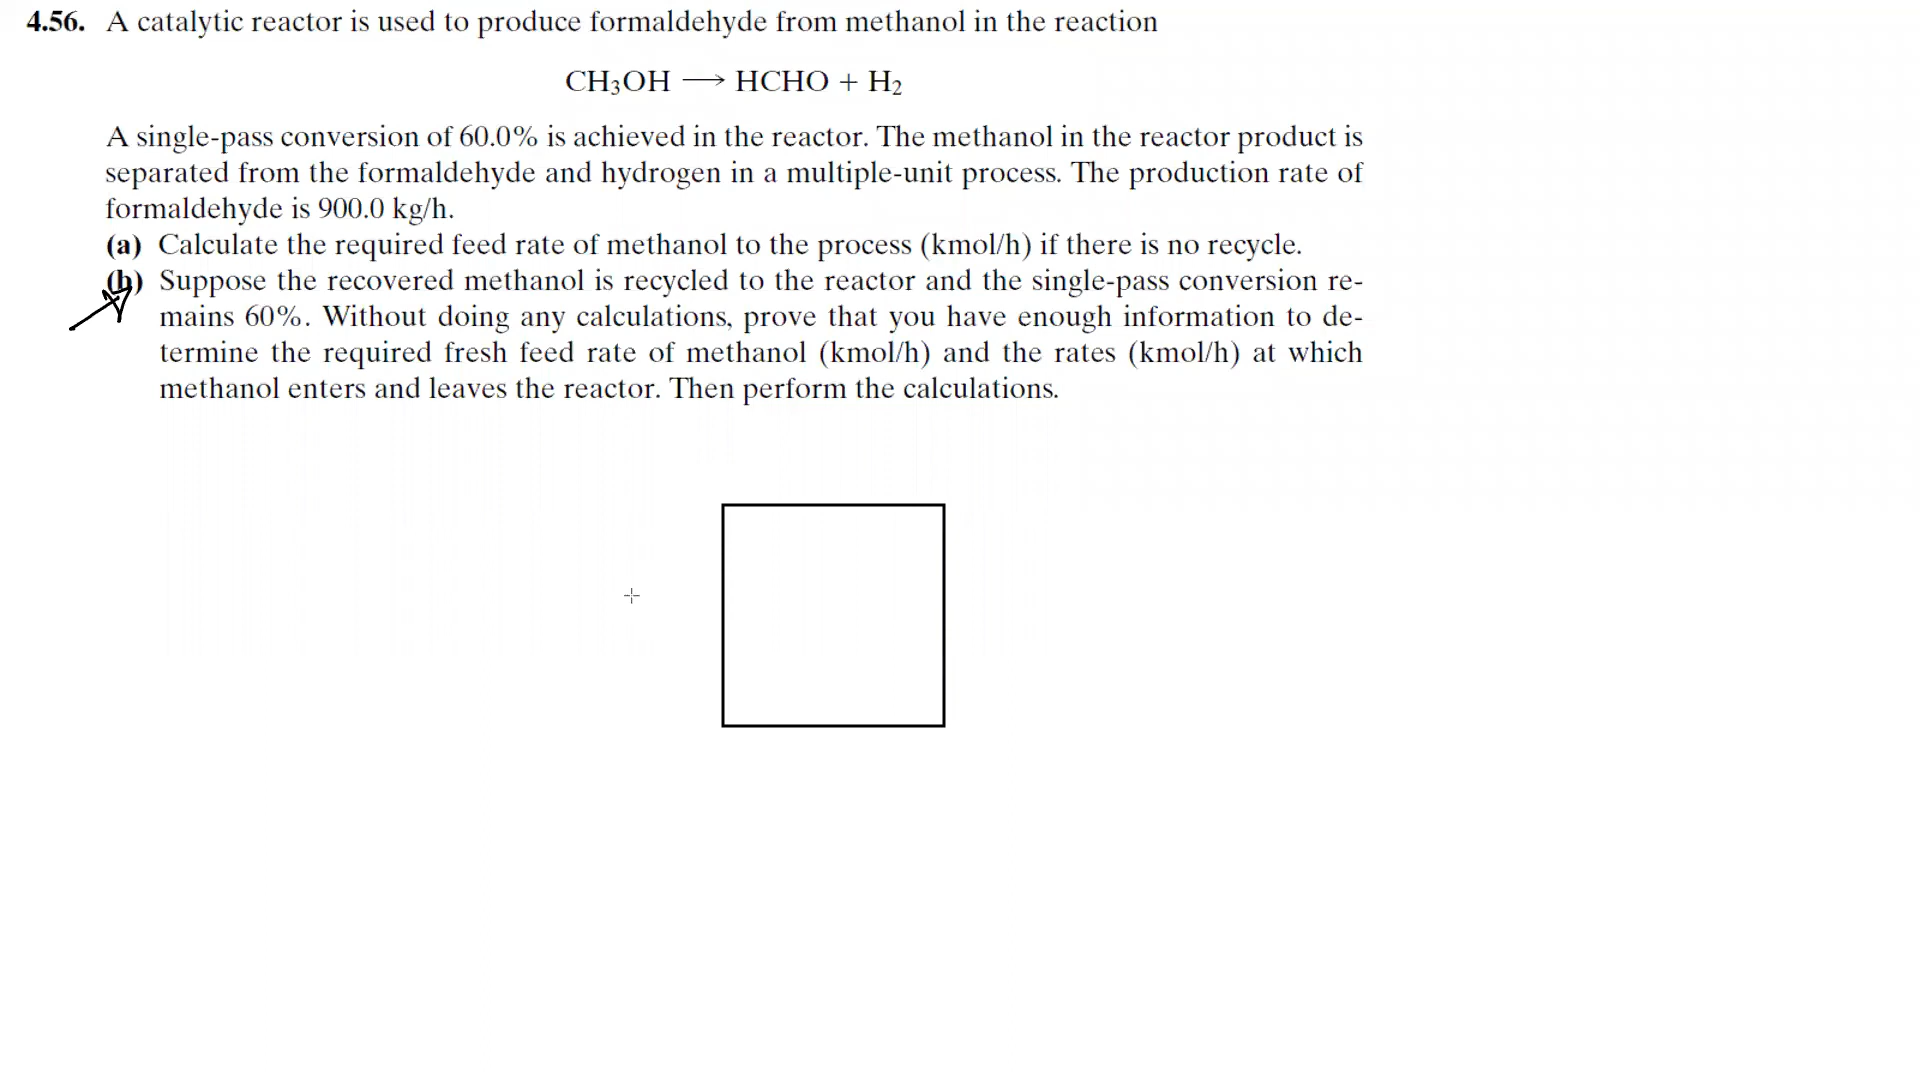 4.56. A catalytic reactor is used to produce formaldehyde from methanol in the reaction
CH₃OH ⟶ HCHO + H₂
A single-pass conversion of 60.0% is achieved in the reactor. The methanol in the reactor product is
separated from the formaldehyde and hydrogen in a multiple-unit process. The production rate of
formaldehyde is 900.0 kg/h.
(a) Calculate the required feed rate of methanol to the process (kmol/h) if there is no recycle.
(b) Suppose the recovered methanol is recycled to the reactor and the single-pass conversion re-
mains 60%. Without doing any calculations, prove that you have enough information to de-
termine the required fresh feed rate of methanol (kmol/h) and the rates (kmol/h) at which
methanol enters and leaves the reactor. Then perform the calculations.